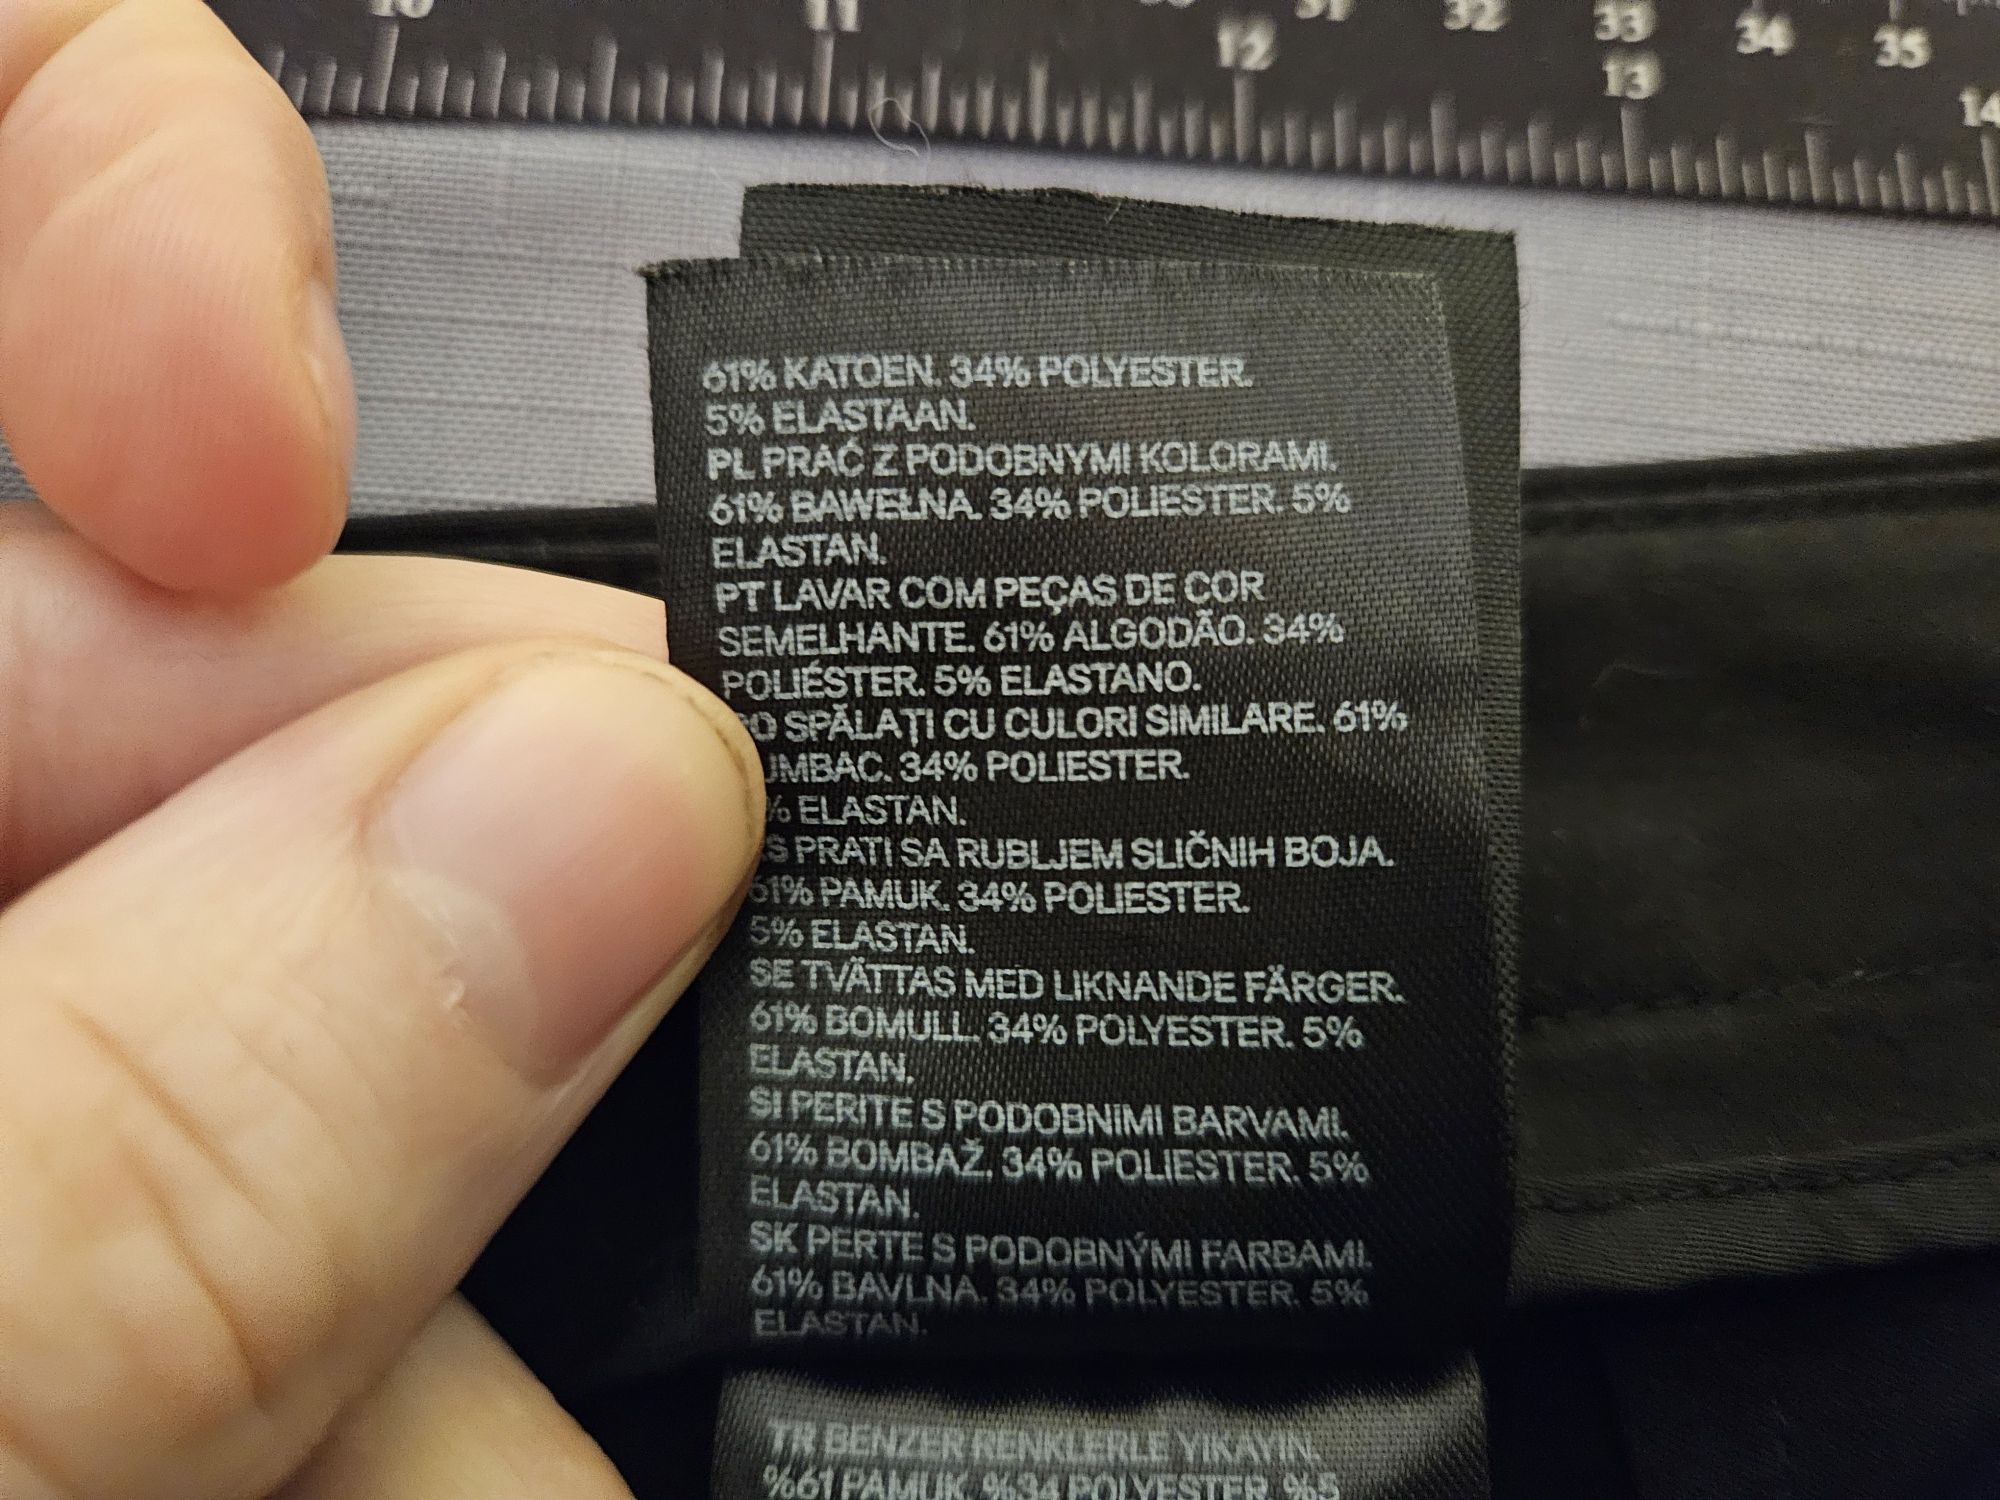 10 11 31 32 33 34 35
12 13 14
61% KATOEN. 34% POLYESTER.
5% ELASTAAN.
PL PRAĆ Z PODOBNYMI KOLORAMI.
61% BAWEŁNA. 34% POLIESTER. 5%
ELASTAN.
PT LAVAR COM PEÇAS DE COR
SEMELHANTE. 61% ALGODÃO. 34%
POLIÉSTER. 5% ELASTANO.
SPĂLAȚI CU CULORI SIMILARE. 61%
34% POLIESTER.
ELASTAN.
PRATI SA RUBLJEM SLIČNIH BOJA.
61% PAMUK. 34% POLIESTER.
5% ELASTAN.
SE TVÄTTAS MED LIKNANDE FÄRGER.
61% BOMULL. 34% POLYESTER. 5%
ELASTAN.
SI PERITE S PODOBNIMI BARVAMI.
61% BOMBAŽ. 34% POLIESTER. 5%
ELASTAN.
SK PERTE S PODOBNÝMI FARBAMI.
61% BAVLNA. 34% POLYESTER. 5%
ELASTAN.
TR BENZER RENKLERLE YIKAYIN.
%61 PAMUK. %34 POLYESTER. %5